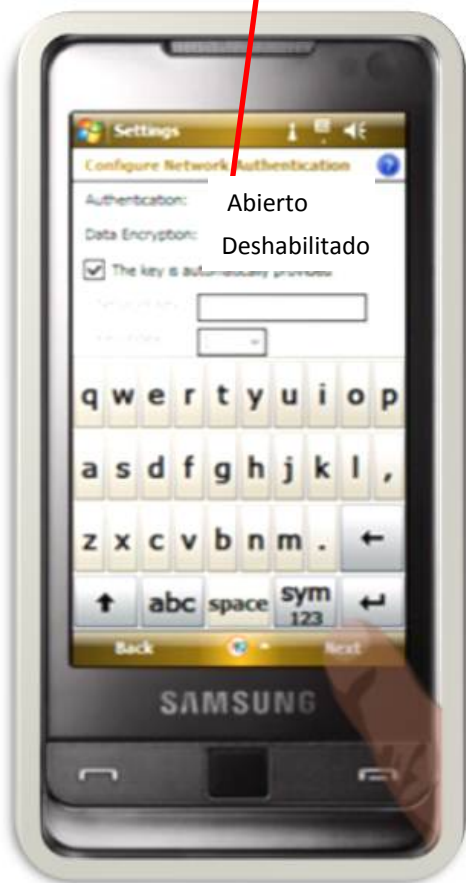 Settings
Configure Network Authentication
Authentication:
Abierto
Data Encryption:
Deshabilitado
The key is automatically provided
q w e r t y u i o p
a s d f g h j k l ,
z x c v b n m . ←
↑ abc space sym 123 ↵
Back Next
SAMSUNG